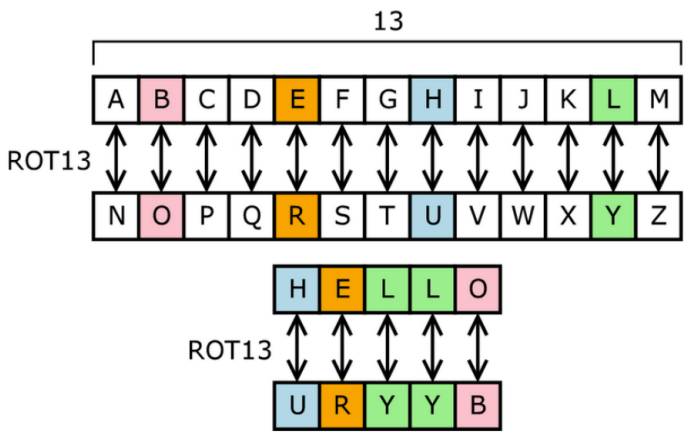 13
A B C D E F G H I J K L M
ROT13
N O P Q R S T U V W X Y Z
H E L L O
ROT13
U R Y Y B